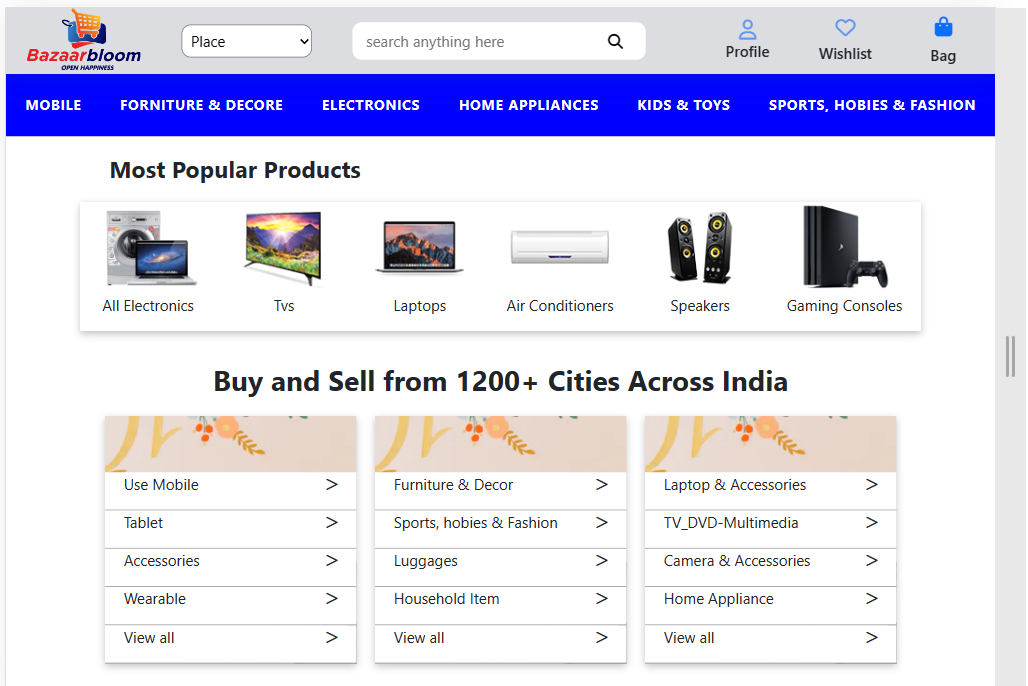 Bazaarbloom
OPEN HAPPINESS
Place
search anything here
Profile
Wishlist
Bag
MOBILE FORNITURE & DECORE ELECTRONICS HOME APPLIANCES KIDS & TOYS SPORTS, HOBIES & FASHION
Most Popular Products
All Electronics Tvs Laptops Air Conditioners Speakers Gaming Consoles
Buy and Sell from 1200+ Cities Across India
Use Mobile >
Tablet >
Accessories >
Wearable >
View all >
Furniture & Decor >
Sports, hobies & Fashion >
Luggages >
Household Item >
View all >
Laptop & Accessories >
TV_DVD-Multimedia >
Camera & Accessories >
Home Appliance >
View all >